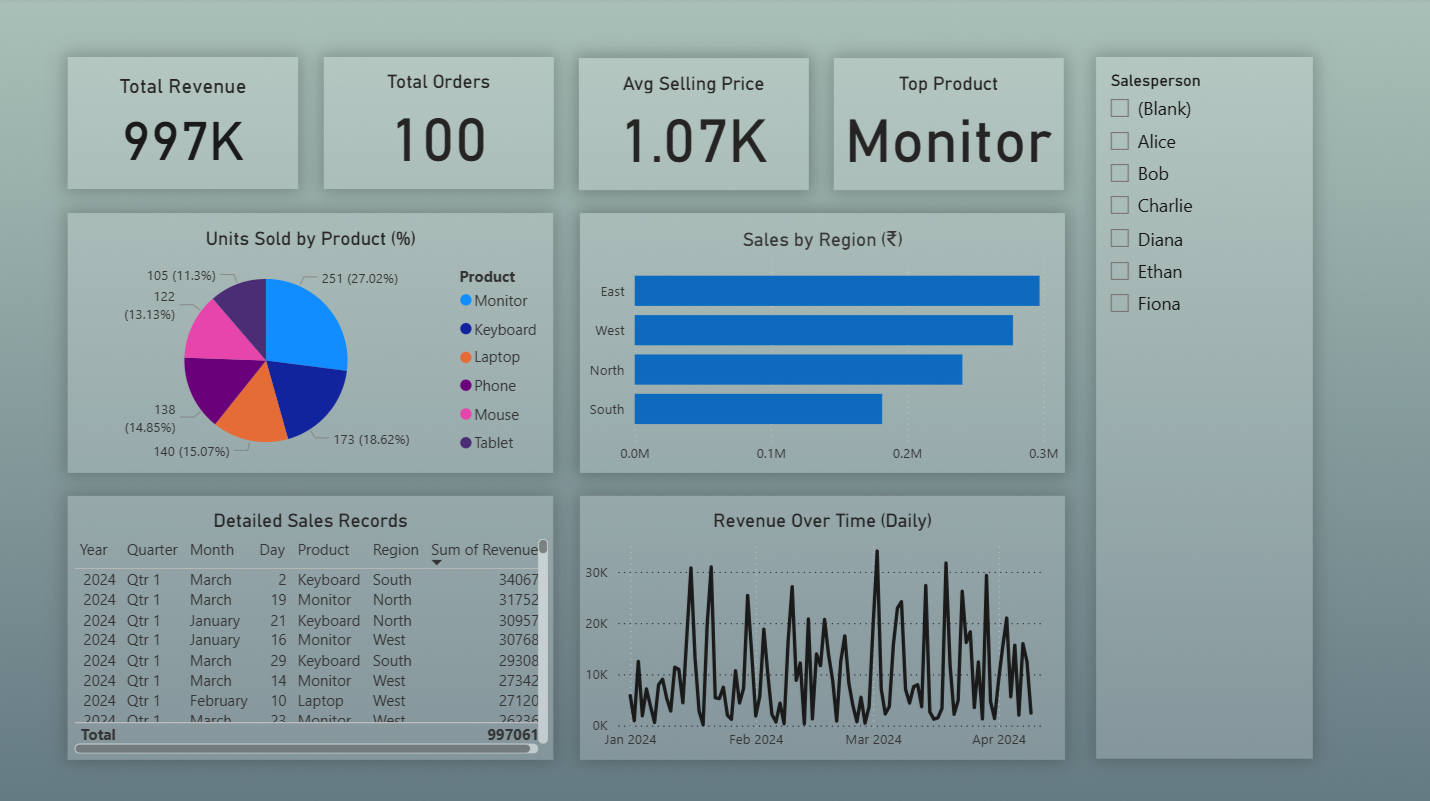 Total Revenue
997K
Total Orders
100
Avg Selling Price
1.07K
Top Product
Monitor
Salesperson
(Blank)
Alice
Bob
Charlie
Diana
Ethan
Fiona
Units Sold by Product (%)
105 (11.3%)
251 (27.02%)
122
(13.13%)
138
(14.85%)
140 (15.07%)
173 (18.62%)
Product
Monitor
Keyboard
Laptop
Phone
Mouse
Tablet
Sales by Region (₹)
East
West
North
South
0.0M 0.1M 0.2M 0.3M
Detailed Sales Records
Year Quarter Month Day Product Region Sum of Revenue
2024 Qtr 1 March 2 Keyboard South 34067
2024 Qtr 1 March 19 Monitor North 31752
2024 Qtr 1 January 21 Keyboard North 30957
2024 Qtr 1 January 16 Monitor West 30768
2024 Qtr 1 March 29 Keyboard South 29308
2024 Qtr 1 March 14 Monitor West 27342
2024 Qtr 1 February 10 Laptop West 27120
2024 Qtr 1 March 23 Monitor West 26236
Total 997061
Revenue Over Time (Daily)
30K
20K
10K
0K
Jan 2024 Feb 2024 Mar 2024 Apr 2024